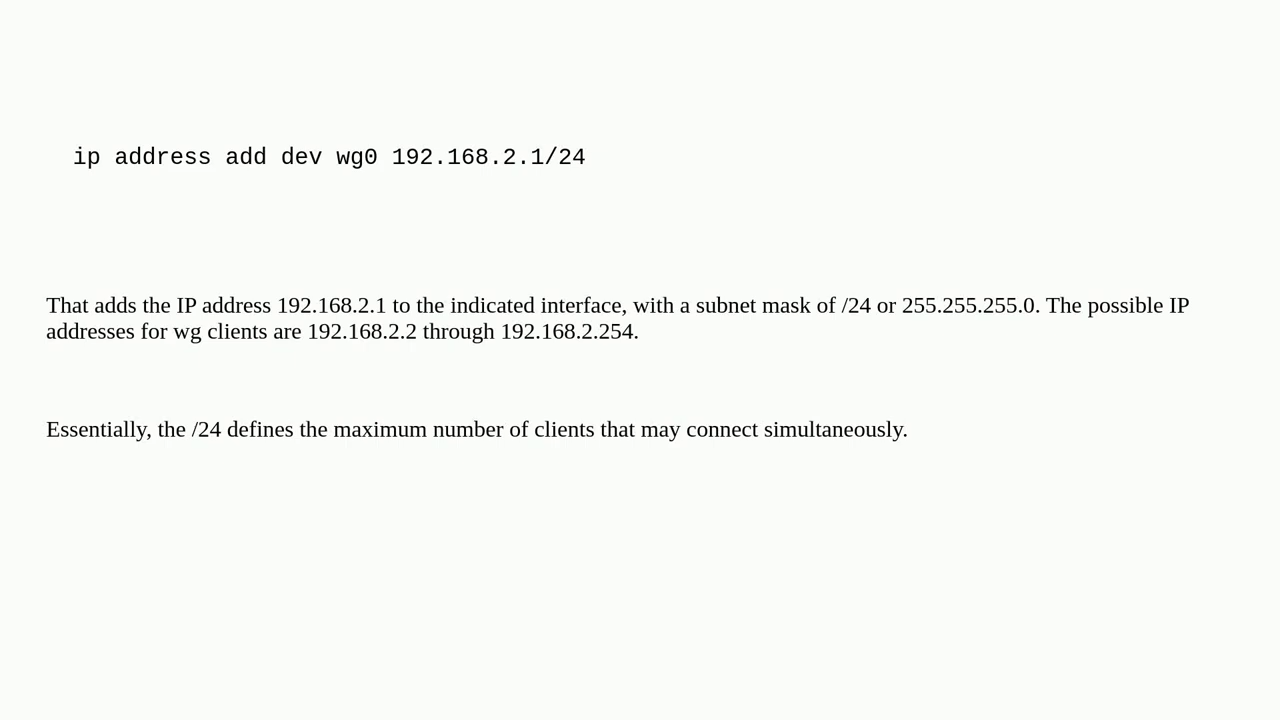 ip address add dev wg0 192.168.2.1/24
That adds the IP address 192.168.2.1 to the indicated interface, with a subnet mask of /24 or 255.255.255.0. The possible IP
addresses for wg clients are 192.168.2.2 through 192.168.2.254.
Essentially, the /24 defines the maximum number of clients that may connect simultaneously.